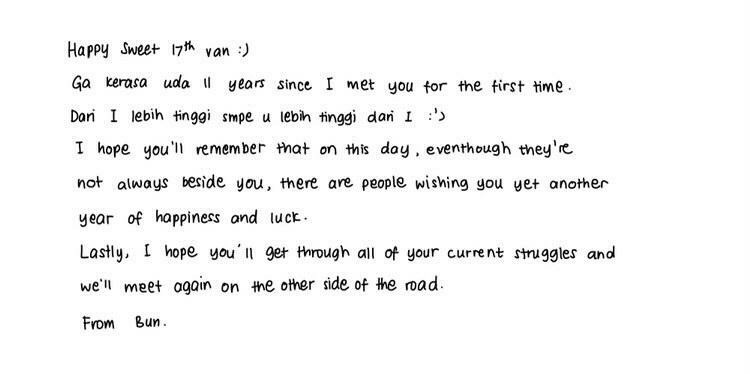 Happy Sweet 17th van :)
Ga kerasa uda 11 years since I met you for the first time.
Dari I lebih tinggi smpe u lebih tinggi dari I :')
I hope you'll remember that on this day, eventhough they're
not always beside you, there are people wishing you yet another
year of happiness and luck.
Lastly, I hope you'll get through all of your current struggles and
we'll meet again on the other side of the road.
From Bun.